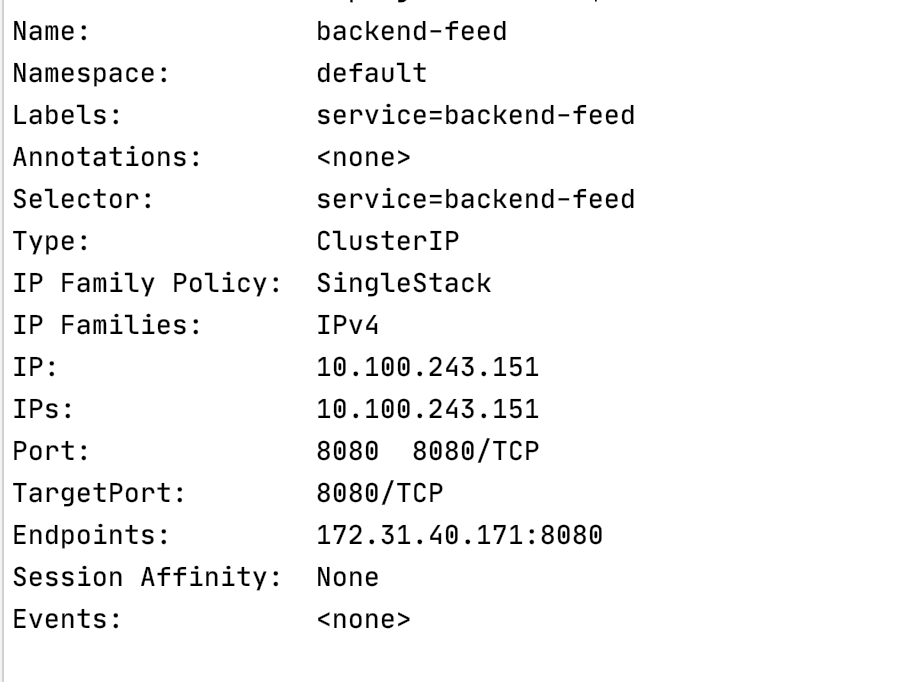 Name:              backend-feed
Namespace:         default
Labels:            service=backend-feed
Annotations:       <none>
Selector:          service=backend-feed
Type:              ClusterIP
IP Family Policy:  SingleStack
IP Families:       IPv4
IP:                10.100.243.151
IPs:               10.100.243.151
Port:              8080  8080/TCP
TargetPort:        8080/TCP
Endpoints:         172.31.40.171:8080
Session Affinity:  None
Events:            <none>